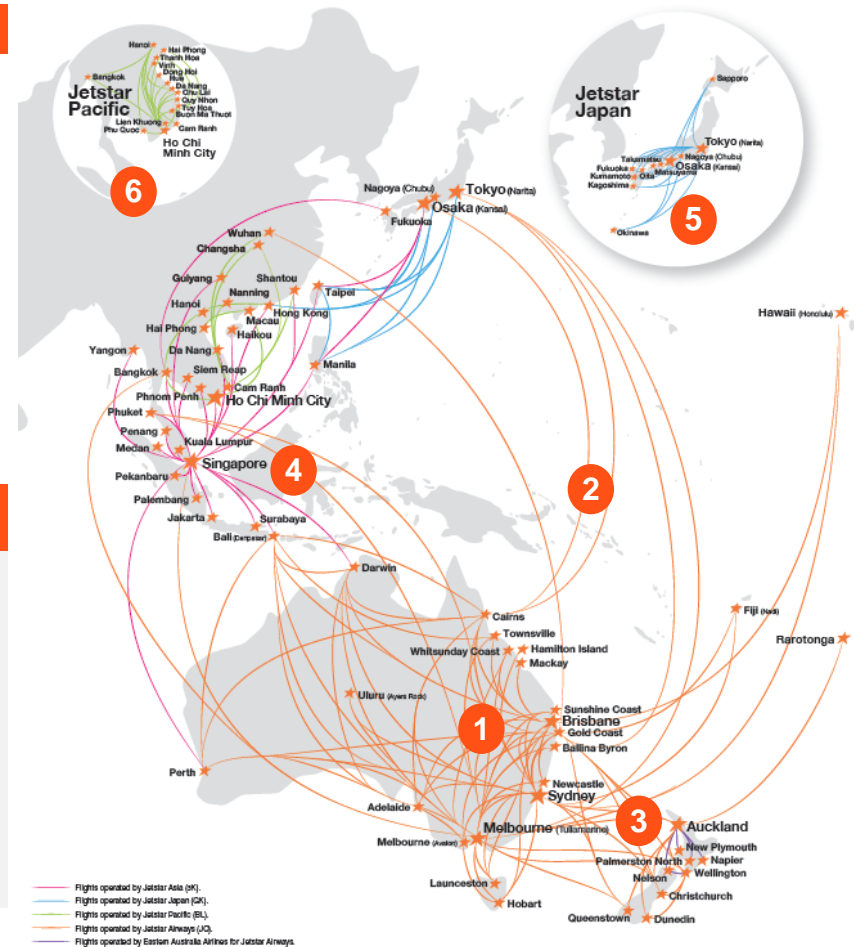 Hanoi
Hai Phong
Thanh Hoa
Vinh
Dong Hoi
Hue
Da Nang
Chu Lai
Quy Nhon
Tuy Hoa
Buon Ma Thuot
Bangkok
Jetstar
Pacific
Lien Khuong
Cam Ranh
Phu Quoc
Ho Chi
Minh City
6
Jetstar
Japan
Sapporo
Tokyo (Narita)
Nagoya (Chubu)
Takamatsu
Osaka (Kansai)
Fukuoka
Matsuyama
Kumamoto
Oita
Kagoshima
Okinawa
5
Nagoya (Chubu)
Tokyo (Narita)
Osaka (Kansai)
Fukuoka
Wuhan
Changsha
Guiyang
Shantou
Taipei
Nanning
Hanoi
Hong Kong
Macau
Hai Phong
Haikou
Yangon
Da Nang
Manila
Bangkok
Siem Reap
Cam Ranh
Phnom Penh
Ho Chi Minh City
Phuket
Penang
Kuala Lumpur
Medan
Singapore
4
Pekanbaru
Palembang
Jakarta
Surabaya
Bali (Denpasar)
2
Hawaii (Honolulu)
Darwin
Cairns
Townsville
Whitsunday Coast
Hamilton Island
Mackay
Fiji (Nadi)
Rarotonga
Uluru (Ayers Rock)
1
Sunshine Coast
Brisbane
Gold Coast
Ballina Byron
Perth
Newcastle
Sydney
Adelaide
Melbourne (Tullamarine)
Melbourne (Avalon)
3
Auckland
New Plymouth
Palmerston North
Napier
Nelson
Wellington
Launceston
Hobart
Christchurch
Queenstown
Dunedin
Flights operated by Jetstar Asia (3K).
Flights operated by Jetstar Japan (GK).
Flights operated by Jetstar Pacific (BL).
Flights operated by Jetstar Airways (JQ).
Flights operated by Eastern Australia Airlines for Jetstar Airways.